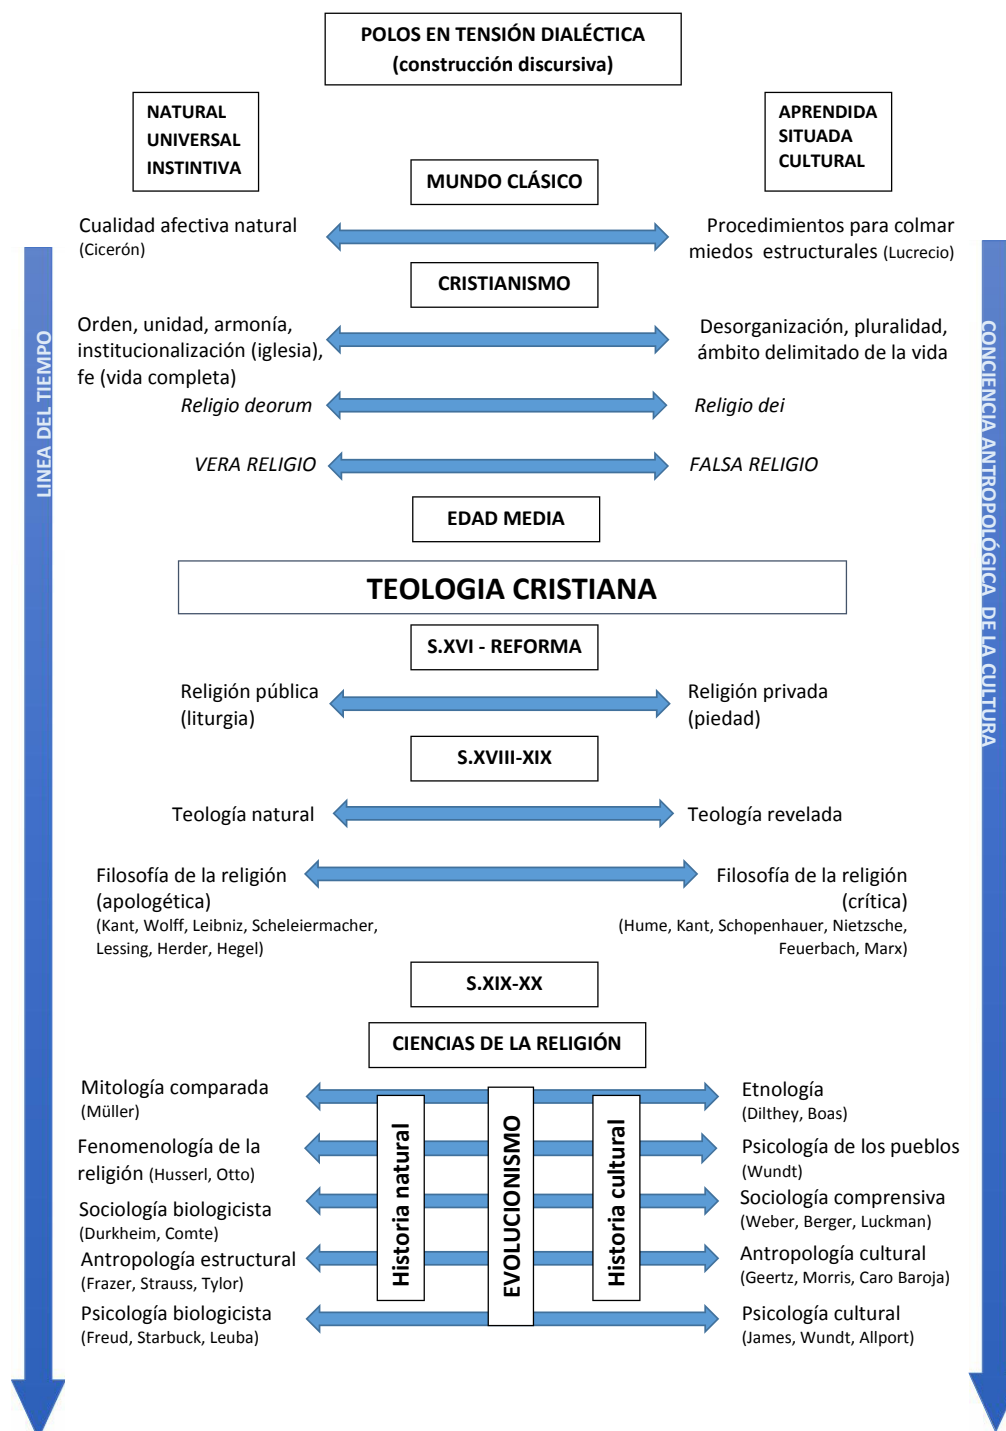 POLOS EN TENSIÓN DIALÉCTICA
(construcción discursiva)
NATURAL
UNIVERSAL
INSTINTIVA
APRENDIDA
SITUADA
CULTURAL
MUNDO CLÁSICO
Cualidad afectiva natural
(Cicerón)
Procedimientos para colmar
miedos estructurales (Lucrecio)
CRISTIANISMO
Orden, unidad, armonía,
institucionalización (iglesia),
fe (vida completa)
Desorganización, pluralidad,
ámbito delimitado de la vida
Religio deorum
Religio dei
VERA RELIGIO
FALSA RELIGIO
EDAD MEDIA
TEOLOGIA CRISTIANA
S.XVI - REFORMA
Religión pública
(liturgia)
Religión privada
(piedad)
S.XVIII-XIX
Teología natural
Teología revelada
Filosofía de la religión
(apologética)
(Kant, Wolff, Leibniz, Scheleiermacher,
Lessing, Herder, Hegel)
Filosofía de la religión
(crítica)
(Hume, Kant, Schopenhauer, Nietzsche,
Feuerbach, Marx)
S.XIX-XX
CIENCIAS DE LA RELIGIÓN
Mitología comparada
(Müller)
Etnología
(Dilthey, Boas)
Fenomenología de la
religión (Husserl, Otto)
Psicología de los pueblos
(Wundt)
Sociología biologicista
(Durkheim, Comte)
Sociología comprensiva
(Weber, Berger, Luckman)
Antropología estructural
(Frazer, Strauss, Tylor)
Antropología cultural
(Geertz, Morris, Caro Baroja)
Psicología biologicista
(Freud, Starbuck, Leuba)
Psicología cultural
(James, Wundt, Allport)
Historia natural
EVOLUCIONISMO
Historia cultural
LINEA DEL TIEMPO
CONCIENCIA ANTROPOLÓGICA DE LA CULTURA